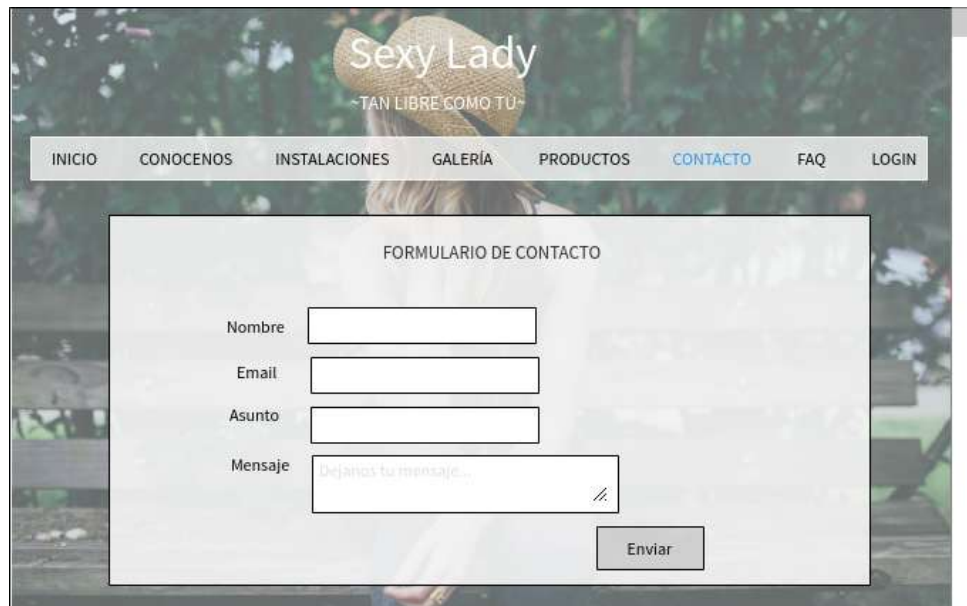 Sexy Lady
~TAN LIBRE COMO TU~
INICIO CONOCENOS INSTALACIONES GALERÍA PRODUCTOS CONTACTO FAQ LOGIN
FORMULARIO DE CONTACTO
Nombre
Email
Asunto
Mensaje Dejanos tu mensaje...
Enviar